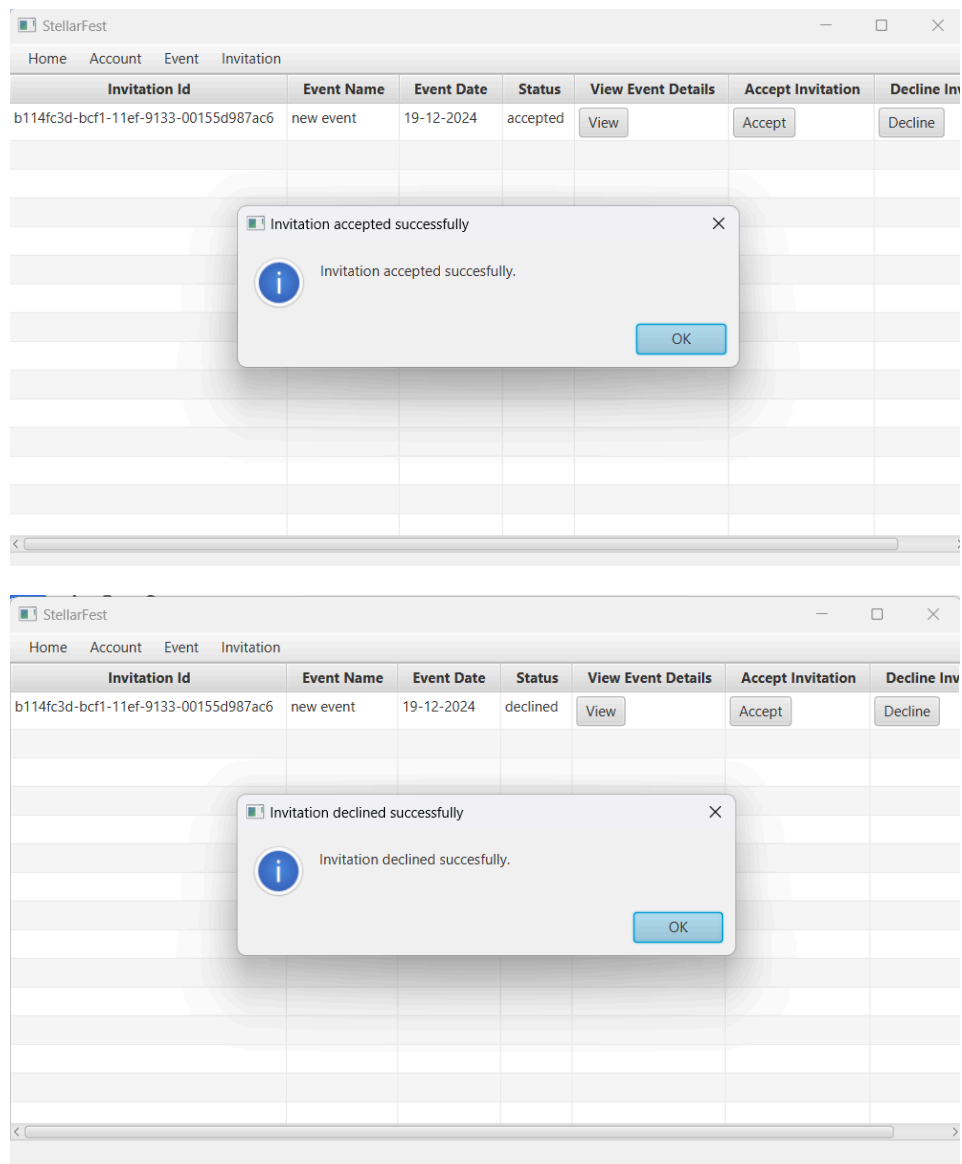 StellarFest
Home Account Event Invitation
Invitation Id Event Name Event Date Status View Event Details Accept Invitation Decline Inv
b114fc3d-bcf1-11ef-9133-00155d987ac6 new event 19-12-2024 accepted View Accept Decline
Invitation accepted successfully
Invitation accepted succesfully.
OK
StellarFest
Home Account Event Invitation
Invitation Id Event Name Event Date Status View Event Details Accept Invitation Decline Inv
b114fc3d-bcf1-11ef-9133-00155d987ac6 new event 19-12-2024 declined View Accept Decline
Invitation declined successfully
Invitation declined succesfully.
OK